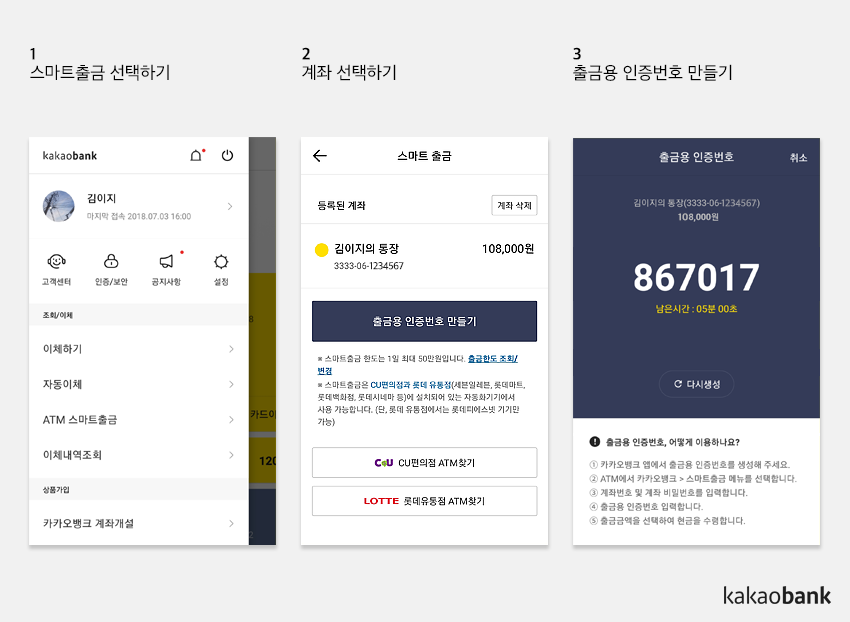 1
스마트출금 선택하기
2
계좌 선택하기
3
출금용 인증번호 만들기
kakaobank
김이지
마지막 접속 2018.07.03 16:00
고객센터
인증/보안
공지사항
설정
조회/이체
이체하기
자동이체
ATM 스마트출금
이체내역조회
상품가입
카카오뱅크 계좌개설
카드이
120
스마트 출금
등록된 계좌
계좌 삭제
김이지의 통장
108,000원
3333-06-1234567
출금용 인증번호 만들기
※ 스마트출금 한도는 1일 최대 50만원입니다. 출금한도 조회/
변경
※ 스마트출금은 CU편의점과 롯데 유통점(세븐일레븐, 롯데마트,
롯데백화점, 롯데시네마 등)에 설치되어 있는 자동화기기에서
사용 가능합니다. (단, 롯데 유통점에서는 롯데피에스넷 기기만
가능)
CU CU편의점 ATM찾기
LOTTE 롯데유통점 ATM찾기
출금용 인증번호
취소
김이지의 통장(3333-06-1234567)
108,000원
867017
남은시간 : 05분 00초
다시생성
출금용 인증번호, 어떻게 이용하나요?
① 카카오뱅크 앱에서 출금용 인증번호를 생성해 주세요.
② ATM에서 카카오뱅크 > 스마트출금 메뉴를 선택합니다.
③ 계좌번호 및 계좌 비밀번호를 입력합니다.
④ 출금용 인증번호 입력합니다.
⑤ 출금금액을 선택하여 현금을 수령합니다.
kakaobank